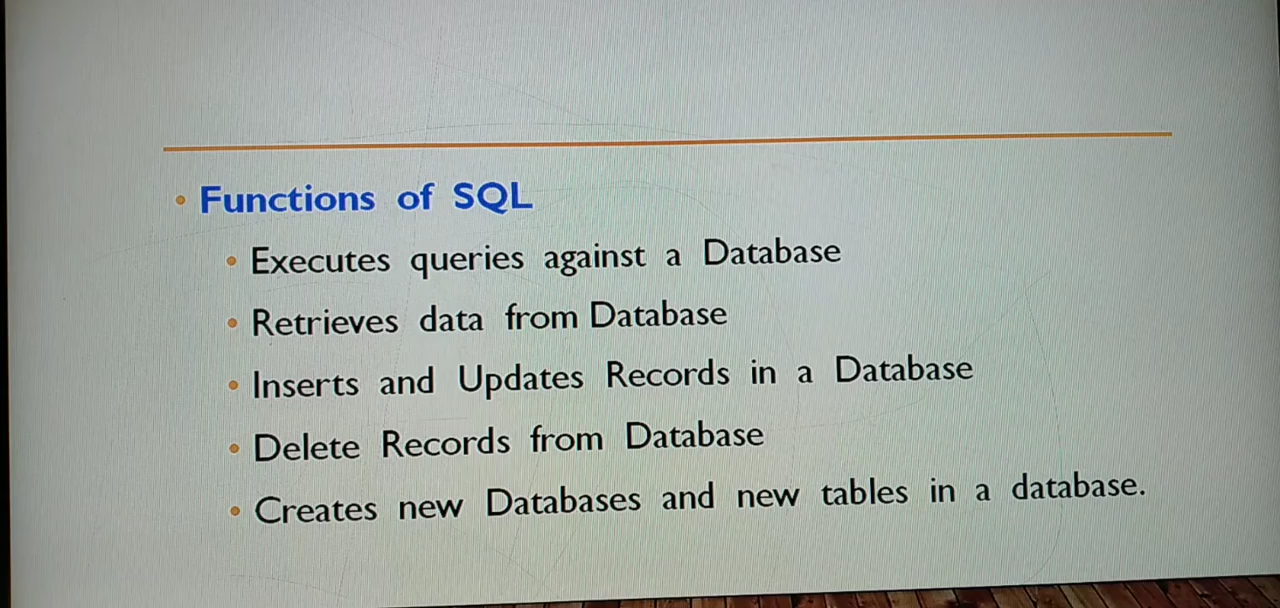 Functions of SQL
Executes queries against a Database
Retrieves data from Database
Inserts and Updates Records in a Database
Delete Records from Database
Creates new Databases and new tables in a database.